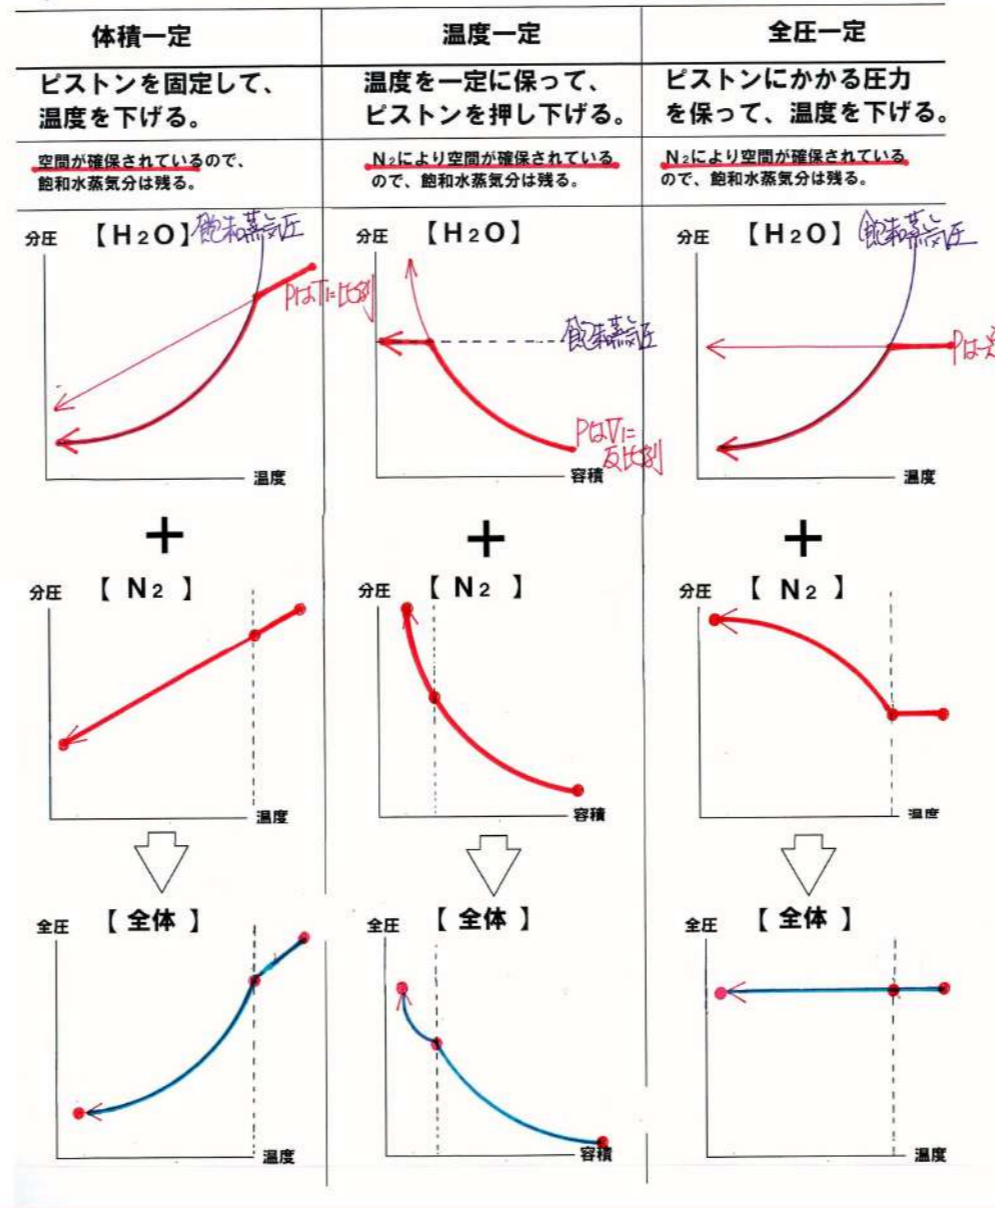 体積一定
温度一定
全圧一定
ピストンを固定して、
温度を下げる。
温度を一定に保って、
ピストンを押し下げる。
ピストンにかかる圧力
を保って、温度を下げる。
空間が確保されているので、
飽和水蒸気分は残る。
N2により空間が確保されている
ので、飽和水蒸気分は残る。
N2により空間が確保されている
ので、飽和水蒸気分は残る。
分圧 【H2O】 飽和蒸気圧
PはTに比例
温度
分圧 【H2O】
飽和蒸気圧
PはVに
反比例
容積
分圧 【H2O】 飽和蒸気圧
Pは一定
温度
+
+
+
分圧 【 N2 】
温度
分圧 【 N2 】
容積
分圧 【 N2 】
温度
全圧 【 全体 】
温度
全圧 【 全体 】
容積
全圧 【 全体 】
温度